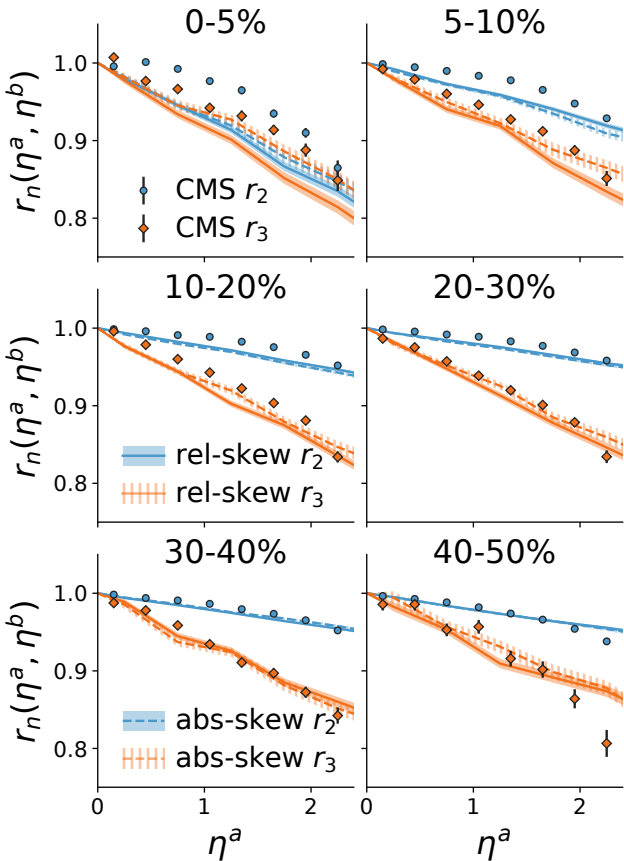 0-5%
5-10%
1.0
0.9
0.8
r_n(η^a, η^b)
CMS r_2
CMS r_3
10-20%
20-30%
1.0
0.9
0.8
r_n(η^a, η^b)
rel-skew r_2
rel-skew r_3
30-40%
40-50%
1.0
0.9
0.8
r_n(η^a, η^b)
abs-skew r_2
abs-skew r_3
0 1 2
0 1 2
η^a
η^a